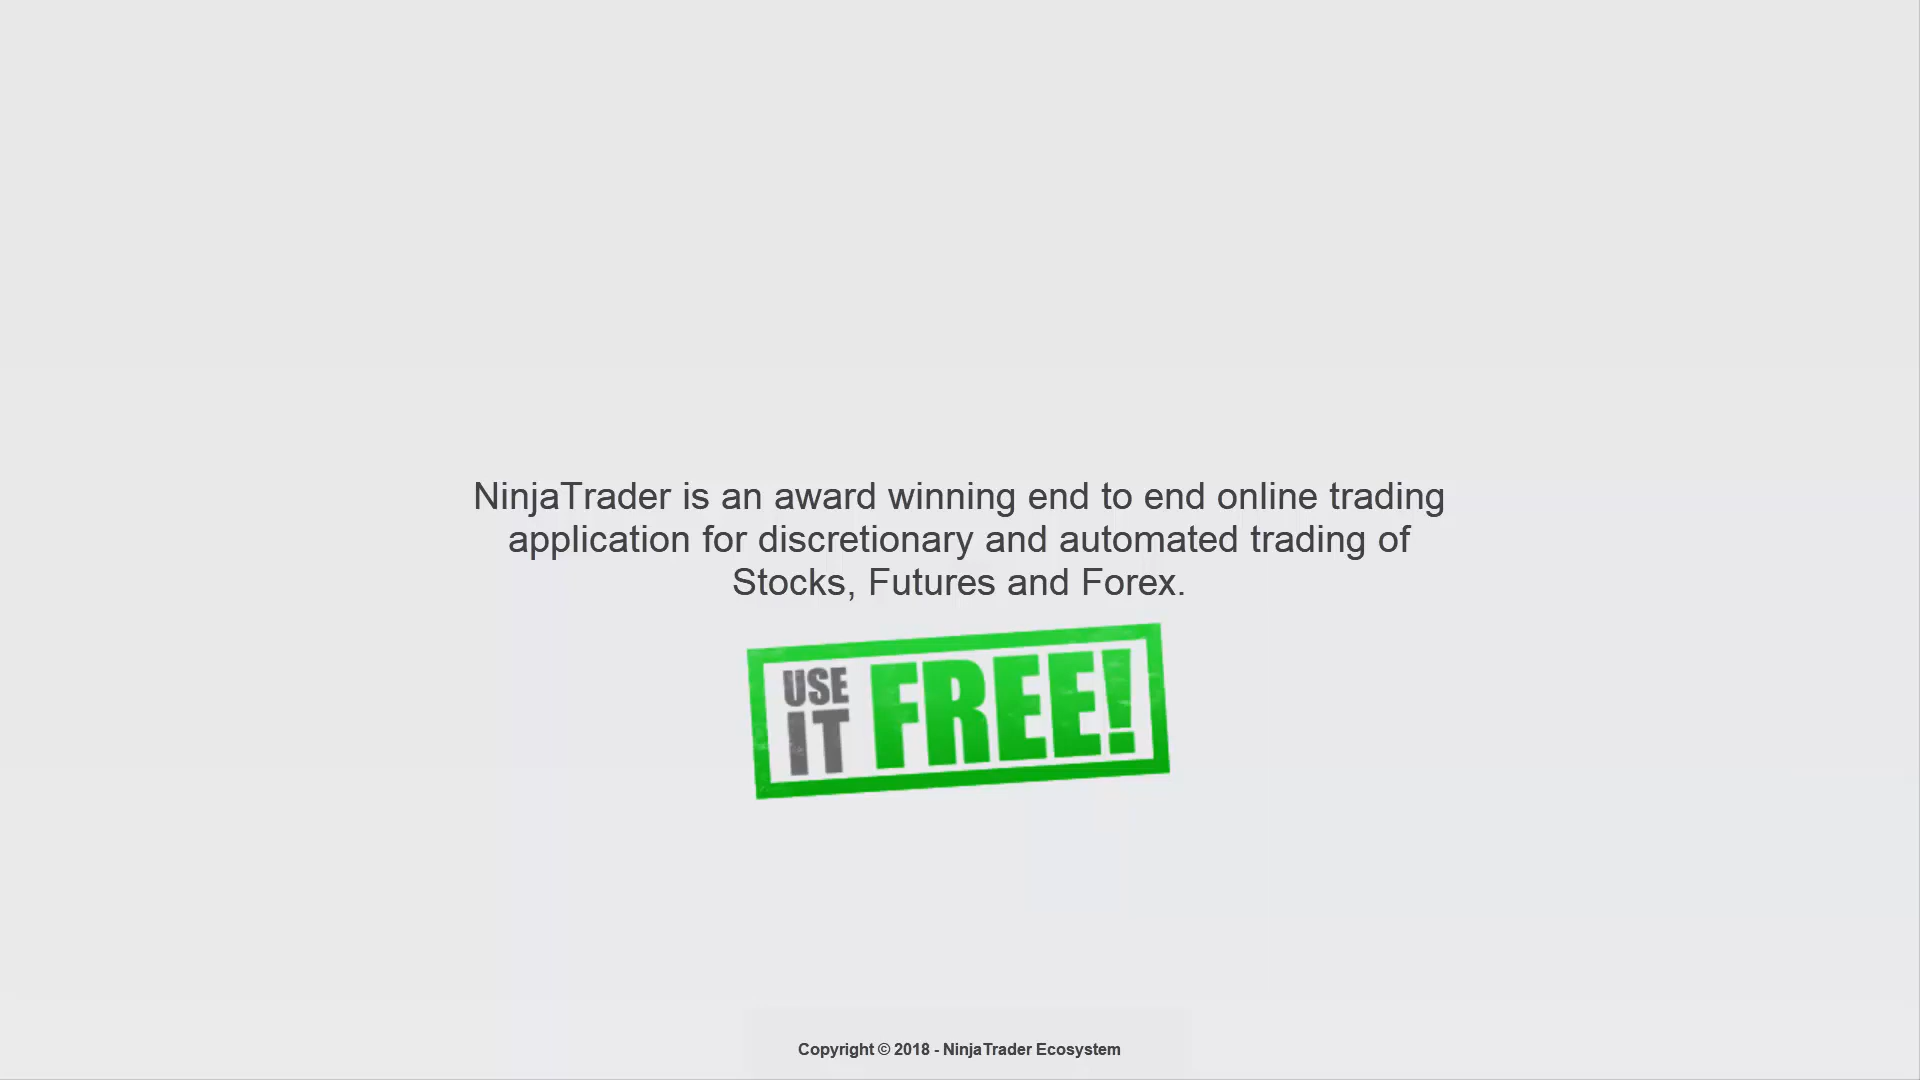 NinjaTrader is an award winning end to end online trading
application for discretionary and automated trading of
Stocks, Futures and Forex.
USE
IT FREE!
Copyright © 2018 - NinjaTrader Ecosystem